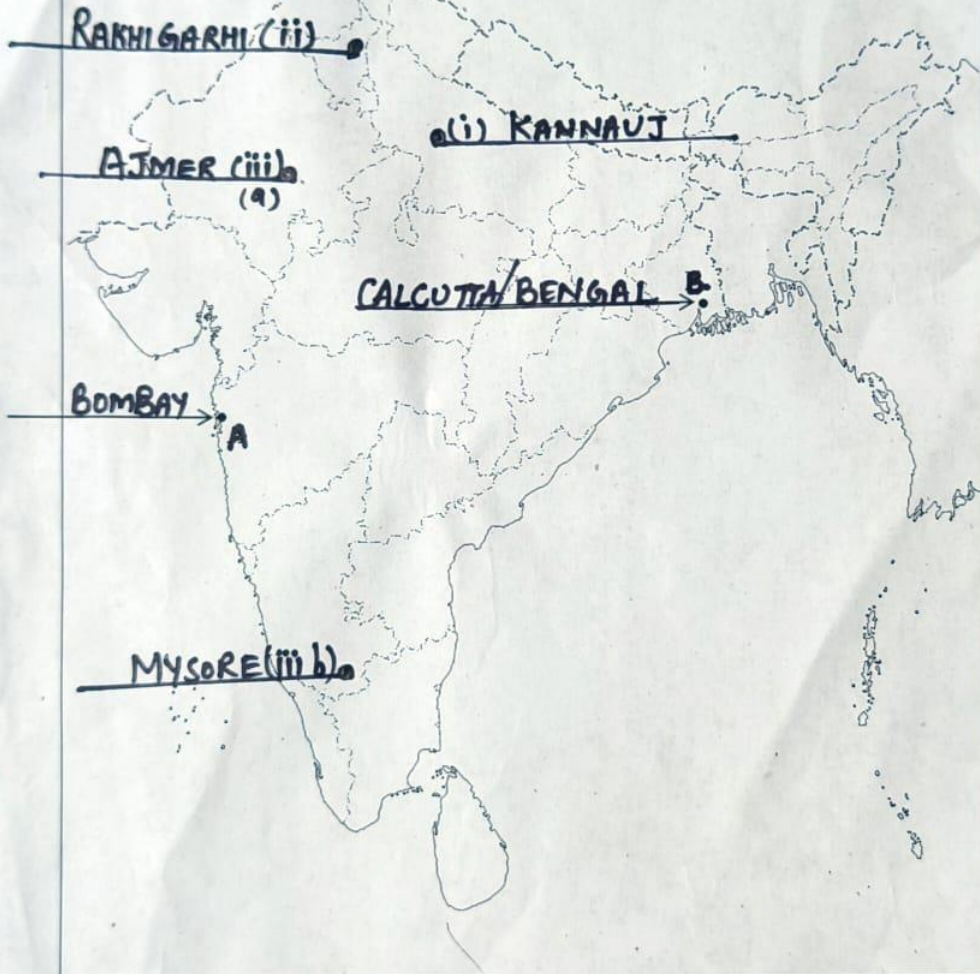 RAKHIGARHI (ii)
(i) KANNAUJ
AJMER (iii)
(a)
CALCUTTA/BENGAL
B.
BOMBAY
A
MYSORE (iii b)